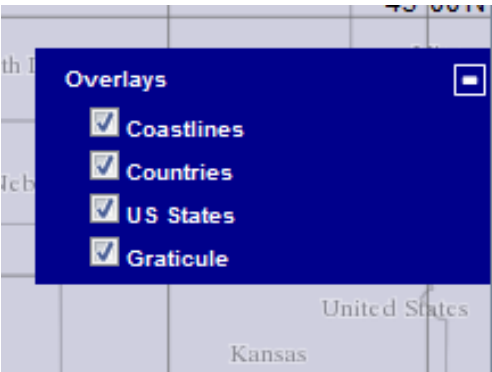 Overlays
Coastlines
Countries
US States
Graticule
United States
Kansas